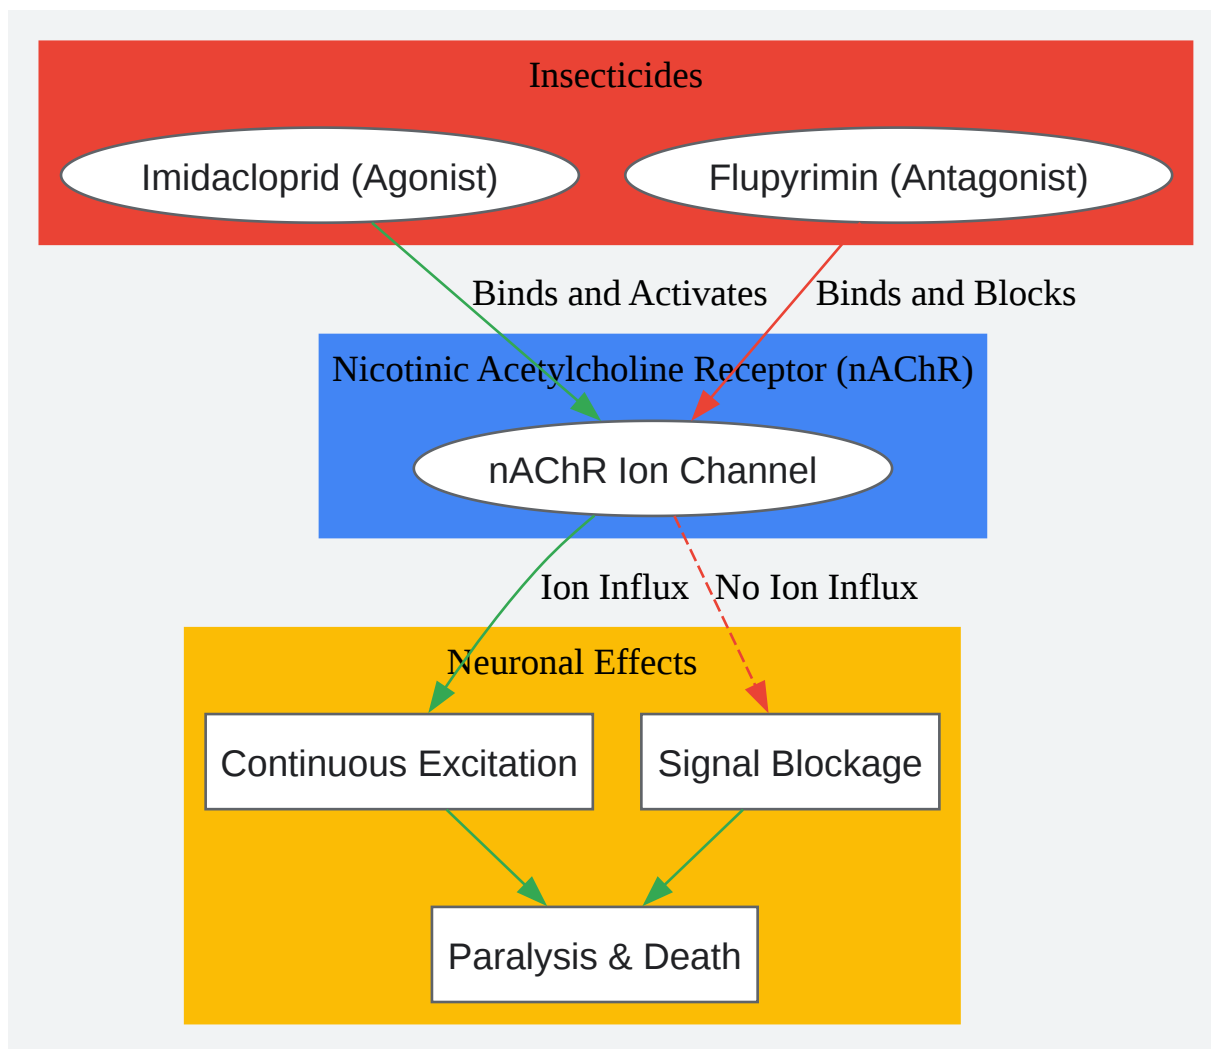 Insecticides
Imidacloprid (Agonist)
Flupyrimin (Antagonist)
Binds and Activates
Binds and Blocks
Nicotinic Acetylcholine Receptor (nAChR)
nAChR Ion Channel
Ion Influx
No Ion Influx
Neuronal Effects
Continuous Excitation
Signal Blockage
Paralysis & Death